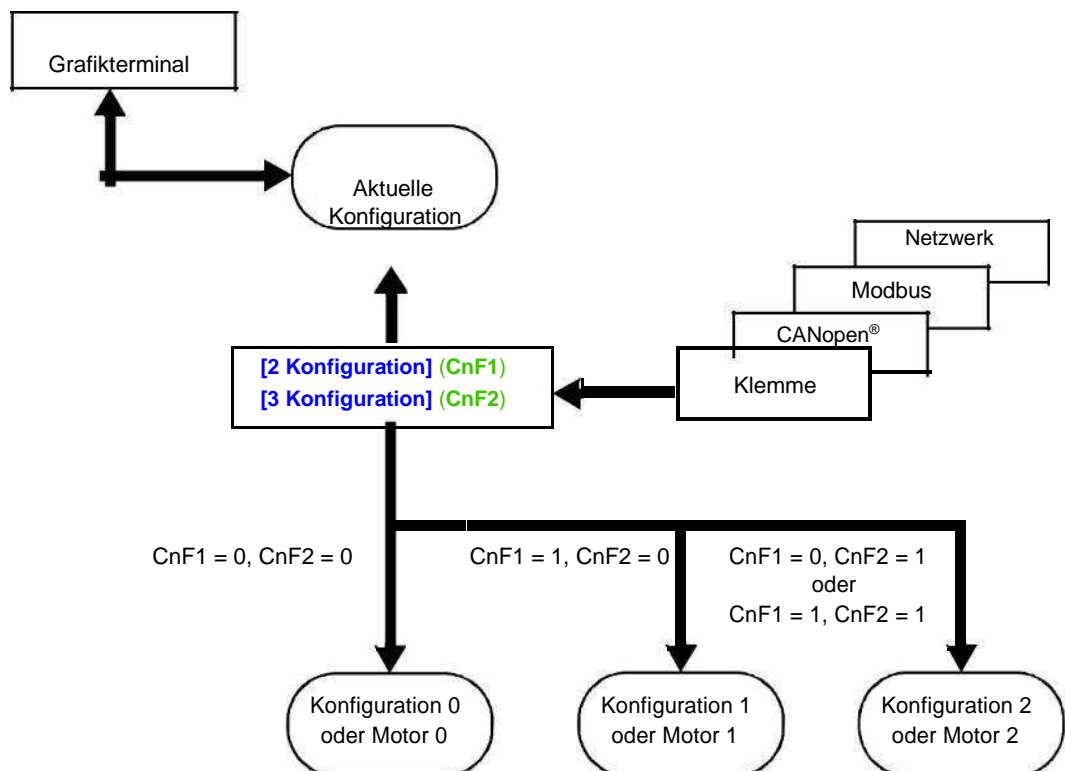 Grafikterminal
Aktuelle
Konfiguration
Netzwerk
Modbus
CANopen®
Klemme
[2 Konfiguration] (CnF1)
[3 Konfiguration] (CnF2)
CnF1 = 0, CnF2 = 0
CnF1 = 1, CnF2 = 0
CnF1 = 0, CnF2 = 1
oder
CnF1 = 1, CnF2 = 1
Konfiguration 0
oder Motor 0
Konfiguration 1
oder Motor 1
Konfiguration 2
oder Motor 2